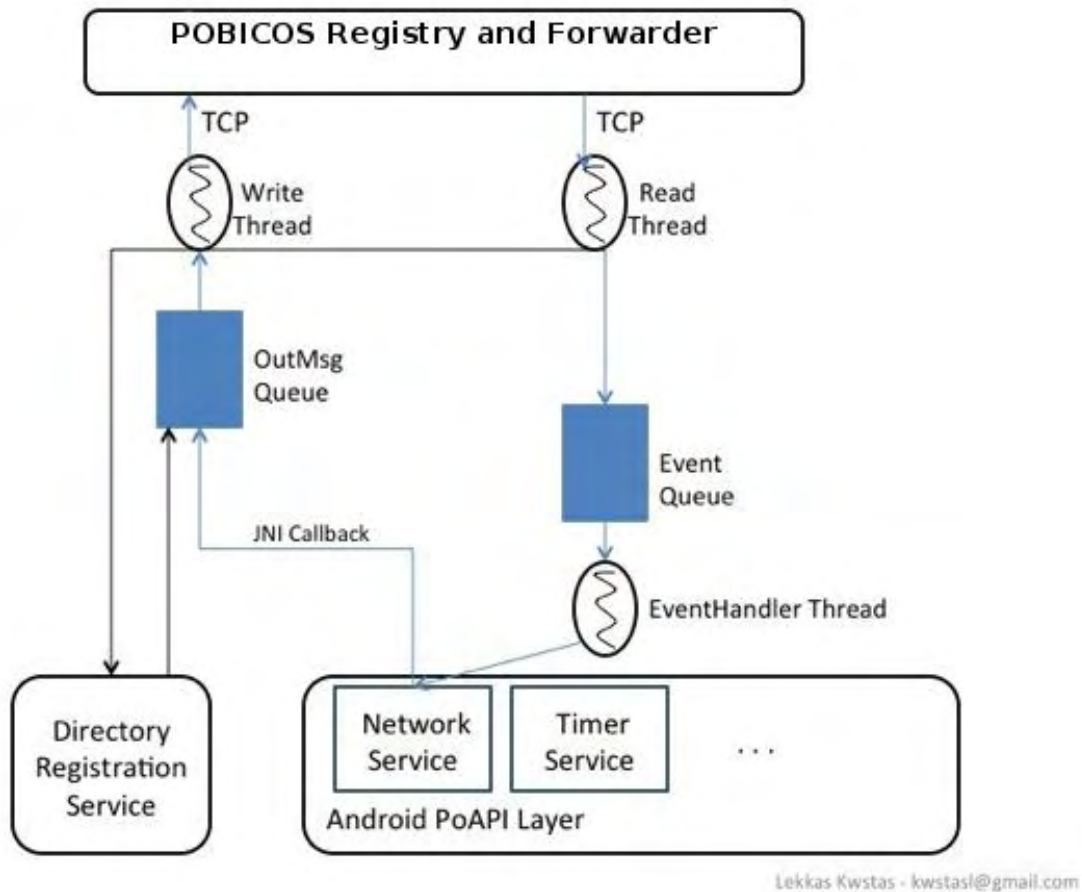 POBICOS Registry and Forwarder
TCP
TCP
Write
Thread
Read
Thread
OutMsg
Queue
Event
Queue
JNI Callback
EventHandler Thread
Directory
Registration
Service
Network
Service
Timer
Service
. . .
Android PoAPI Layer
Lekkas Kwstas - kwstasl@gmail.com